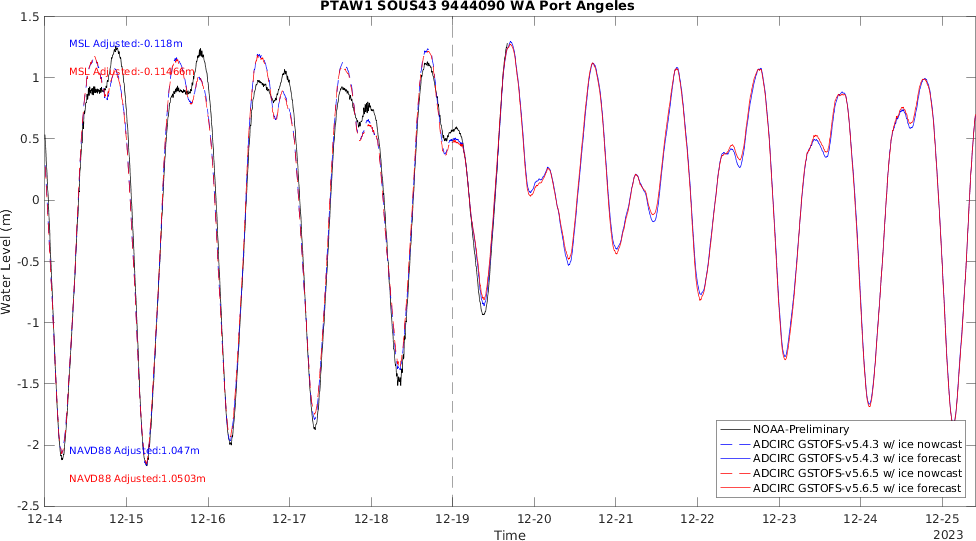 PTAW1 SOUS43 9444090 WA Port Angeles
1.5
1
0.5
0
-0.5
-1
-1.5
-2
-2.5
Water Level (m)
MSL Adjusted:-0.118m
MSL Adjusted:-0.11466m
NAVD88 Adjusted:1.047m
NAVD88 Adjusted:1.0503m
NOAA-Preliminary
ADCIRC GSTOFS-v5.4.3 w/ ice nowcast
ADCIRC GSTOFS-v5.4.3 w/ ice forecast
ADCIRC GSTOFS-v5.6.5 w/ ice nowcast
ADCIRC GSTOFS-v5.6.5 w/ ice forecast
12-14 12-15 12-16 12-17 12-18 12-19 12-20 12-21 12-22 12-23 12-24 12-25
Time
2023